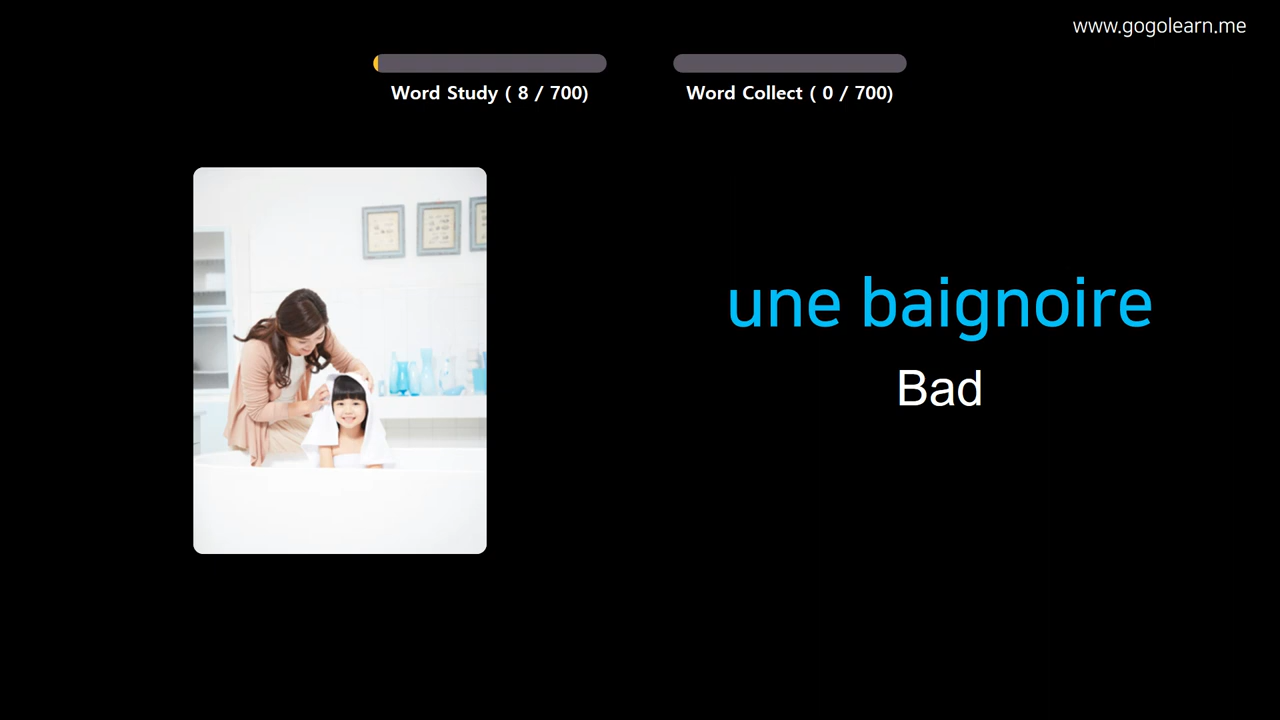 www.gogolearn.me
Word Study ( 8 / 700)
Word Collect ( 0 / 700)
une baignoire
Bad